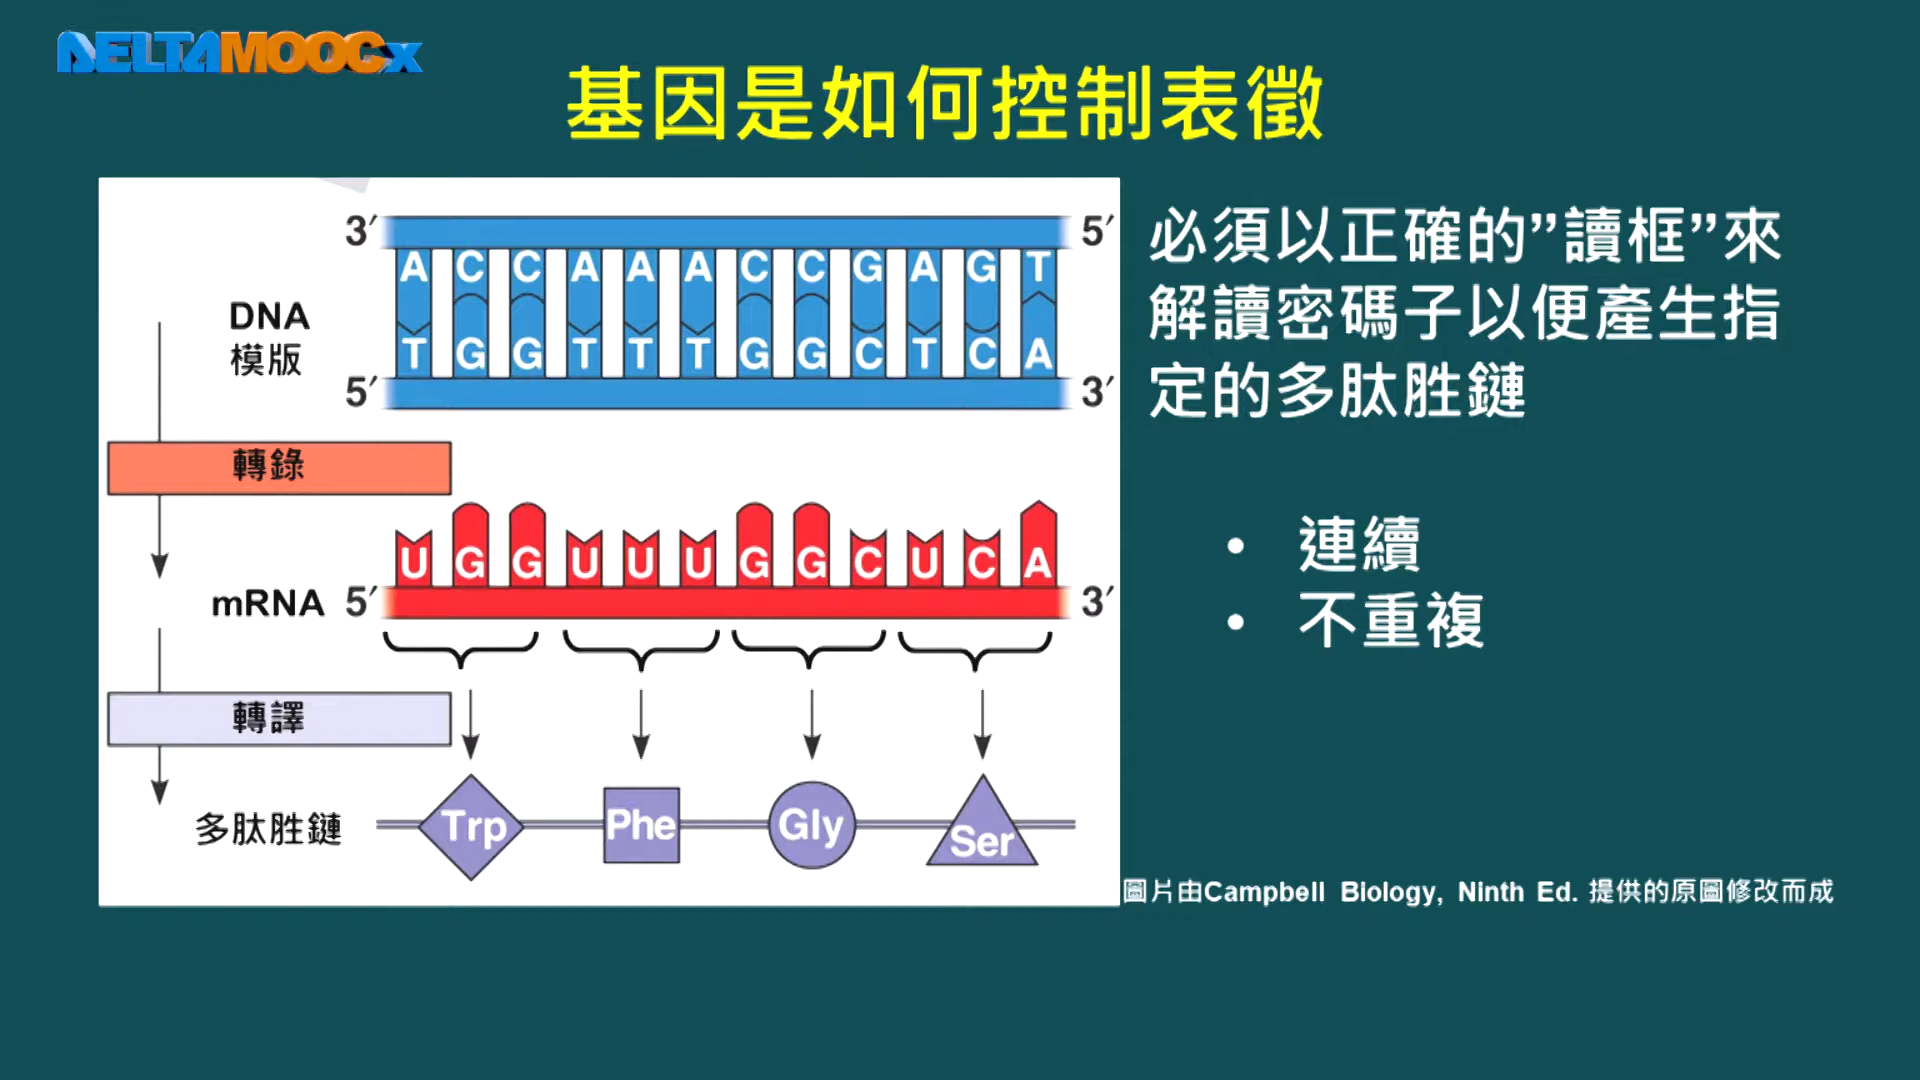 DELTAMOOCx
基因是如何控制表徵
3′ 5′
A C C A A A C C G A G T
DNA
模版
T G G T T T G G C T C A
5′ 3′
轉錄
U G G U U U G G C U C A
mRNA 5′ 3′
轉譯
多肽胜鏈 Trp Phe Gly Ser
必須以正確的”讀框”來
解讀密碼子以便產生指
定的多肽胜鏈
• 連續
• 不重複
圖片由Campbell Biology, Ninth Ed. 提供的原圖修改而成